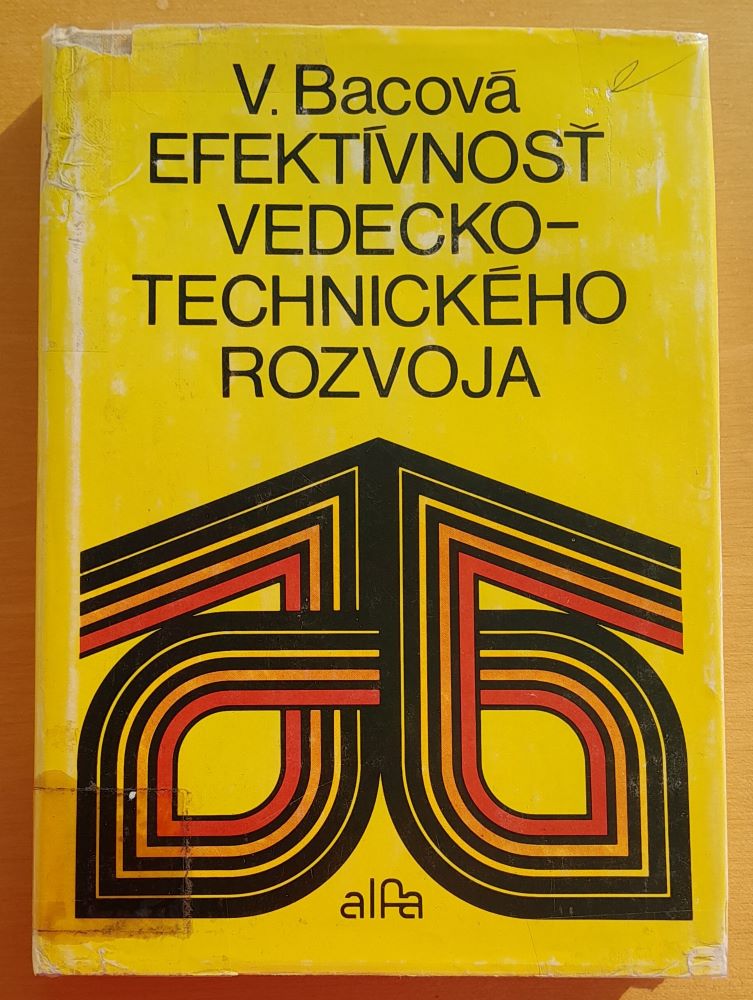 V. Bacová
EFEKTÍVNOSŤ
VEDECKO-
TECHNICKÉHO
ROZVOJA
alfa